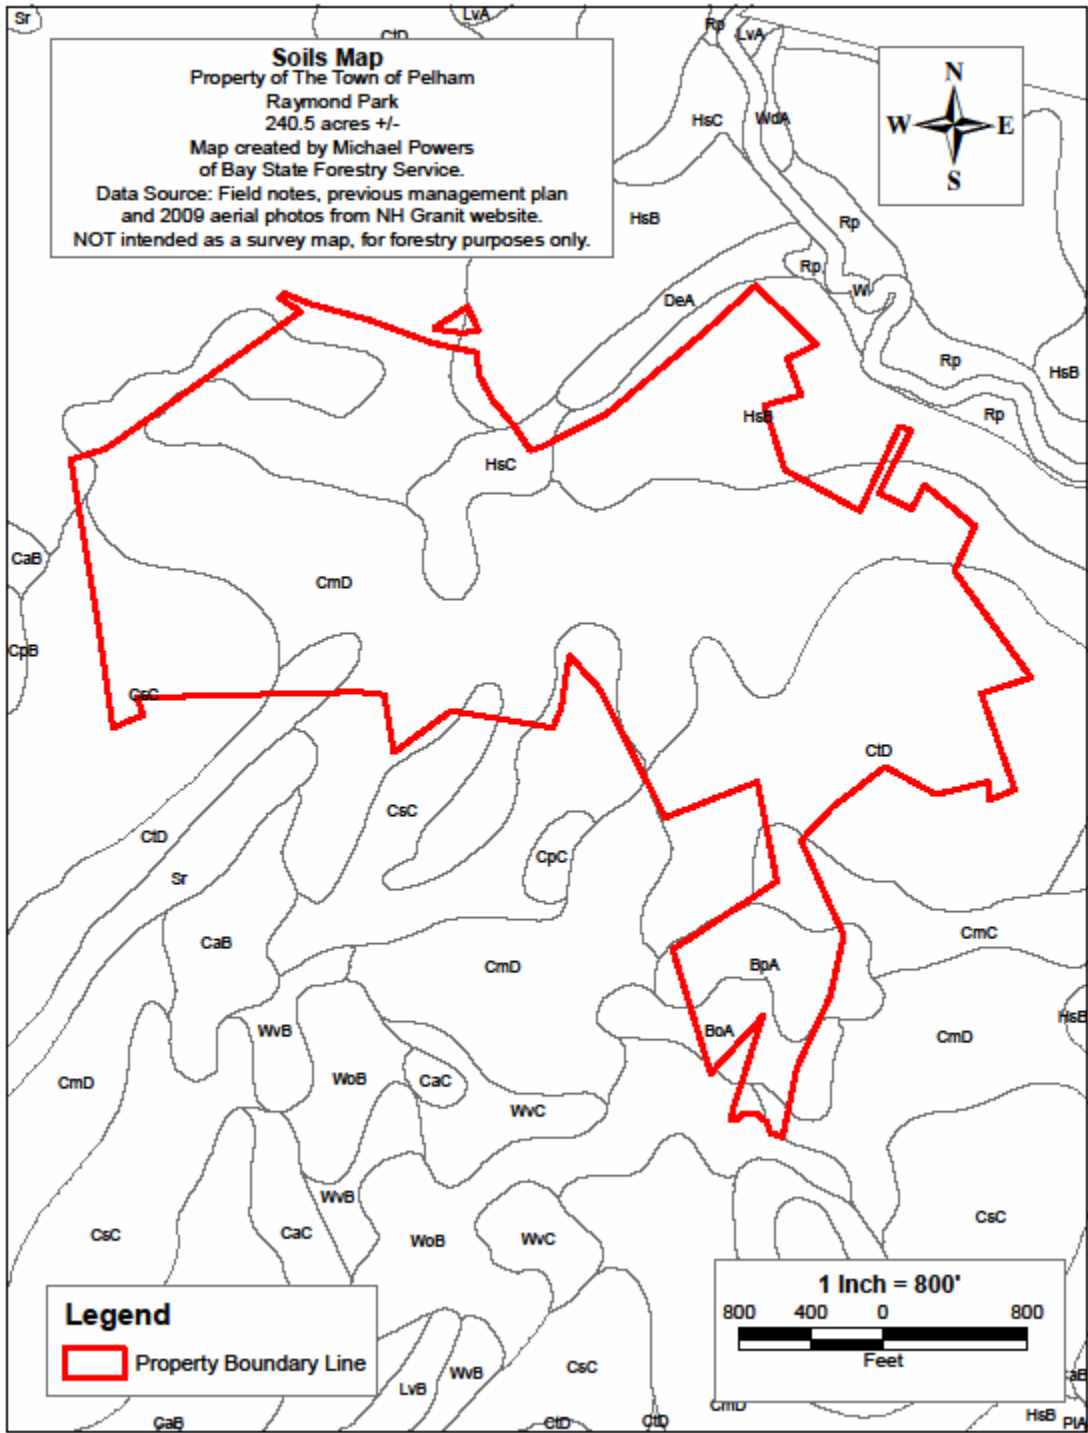 Sr
LvA
CtD
Rp
LvA
Soils Map
Property of The Town of Pelham
Raymond Park
240.5 acres +/-
Map created by Michael Powers
of Bay State Forestry Service.
Data Source: Field notes, previous management plan
and 2009 aerial photos from NH Granit website.
NOT intended as a survey map, for forestry purposes only.
N
W E
S
HsC
WdA
HsB
Rp
Rp
W
DeA
Rp
HsB
Rp
HsB
HsC
CaB
CmD
CpB
CsC
CtD
CsC
CtD
CpC
Sr
CaB
CmC
CmD
BpA
HsB
WvB
BoA
CmD
CmD
WoB
CaC
WvC
WvB
CsC
CsC
CaC
WoB
WvC
1 Inch = 800'
800 400 0 800
Feet
Legend
Property Boundary Line
CsC
WvB
LvB
aB
CmD
HsB
PiA
CaB
CtD
CtD